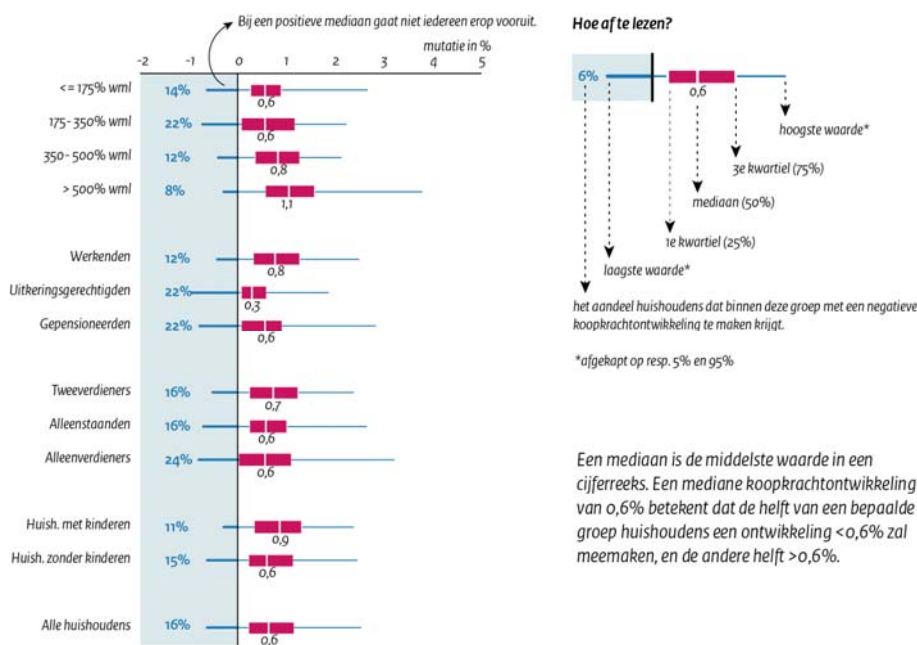 Bij een positieve mediaan gaat niet iedereen erop vooruit.
mutatie in %
-2 -1 0 1 2 3 4 5
<= 175% wml 14% 0,6
175-350% wml 22% 0,6
350-500% wml 12% 0,8
> 500% wml 8% 1,1
Werkenden 12% 0,8
Uitkeringsgerechtigden 22% 0,3
Gepensioneerden 22% 0,6
Tweeverdieners 16% 0,7
Alleenstaanden 16% 0,6
Alleenverdieners 24% 0,6
Huish. met kinderen 11% 0,9
Huish. zonder kinderen 15% 0,6
Alle huishoudens 16% 0,6
Hoe af te lezen?
6% 0,6
hoogste waarde*
3e kwartiel (75%)
mediaan (50%)
1e kwartiel (25%)
laagste waarde*
het aandeel huishoudens dat binnen deze groep met een negatieve
koopkrachtontwikkeling te maken krijgt.
*afgekapt op resp. 5% en 95%
Een mediaan is de middelste waarde in een
cijferreeks. Een mediane koopkrachtontwikkeling
van 0,6% betekent dat de helft van een bepaalde
groep huishoudens een ontwikkeling <0,6% zal
meemaken, en de andere helft >0,6%.